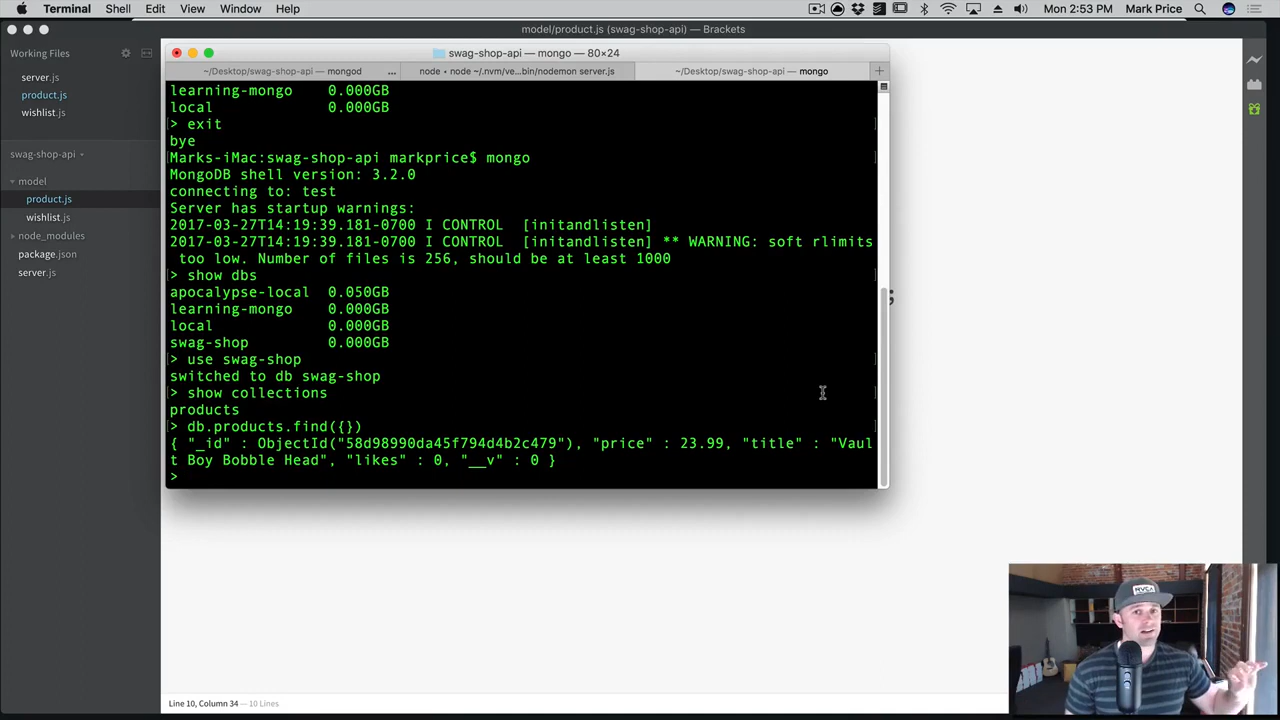 Terminal Shell Edit View Window Help Mon 2:53 PM Mark Price
model/product.js (swag-shop-api) — Brackets
Working Files
server.js
product.js
wishlist.js
swag-shop-api
model
product.js
wishlist.js
node_modules
package.json
server.js
swag-shop-api — mongo — 80×24
~/Desktop/swag-shop-api — mongod ...
node • node ~/.nvm/ve...bin/nodemon server.js
~/Desktop/swag-shop-api — mongo
learning-mongo 0.000GB
local 0.000GB
> exit
bye
Marks-iMac:swag-shop-api markprice$ mongo
MongoDB shell version: 3.2.0
connecting to: test
Server has startup warnings:
2017-03-27T14:19:39.181-0700 I CONTROL [initandlisten]
2017-03-27T14:19:39.181-0700 I CONTROL [initandlisten] ** WARNING: soft rlimits
too low. Number of files is 256, should be at least 1000
> show dbs
apocalypse-local 0.050GB
learning-mongo 0.000GB
local 0.000GB
swag-shop 0.000GB
> use swag-shop
switched to db swag-shop
> show collections
products
> db.products.find({})
{ "_id" : ObjectId("58d98990da45f794d4b2c479"), "price" : 23.99, "title" : "Vaul
t Boy Bobble Head", "likes" : 0, "__v" : 0 }
>
Line 10, Column 34 — 10 Lines
RVCA